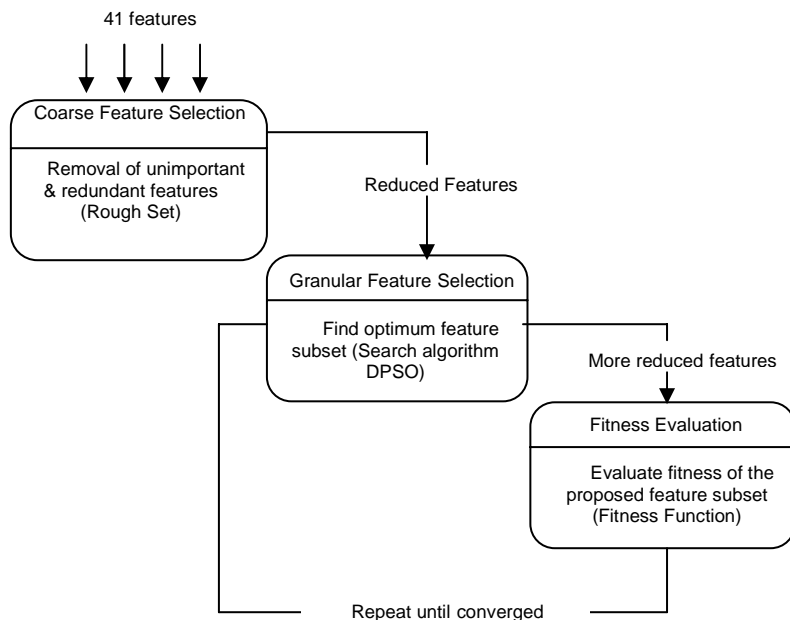 41 features
Coarse Feature Selection
Removal of unimportant
& redundant features
(Rough Set)
Reduced Features
Granular Feature Selection
Find optimum feature
subset (Search algorithm
DPSO)
More reduced features
Fitness Evaluation
Evaluate fitness of the
proposed feature subset
(Fitness Function)
Repeat until converged